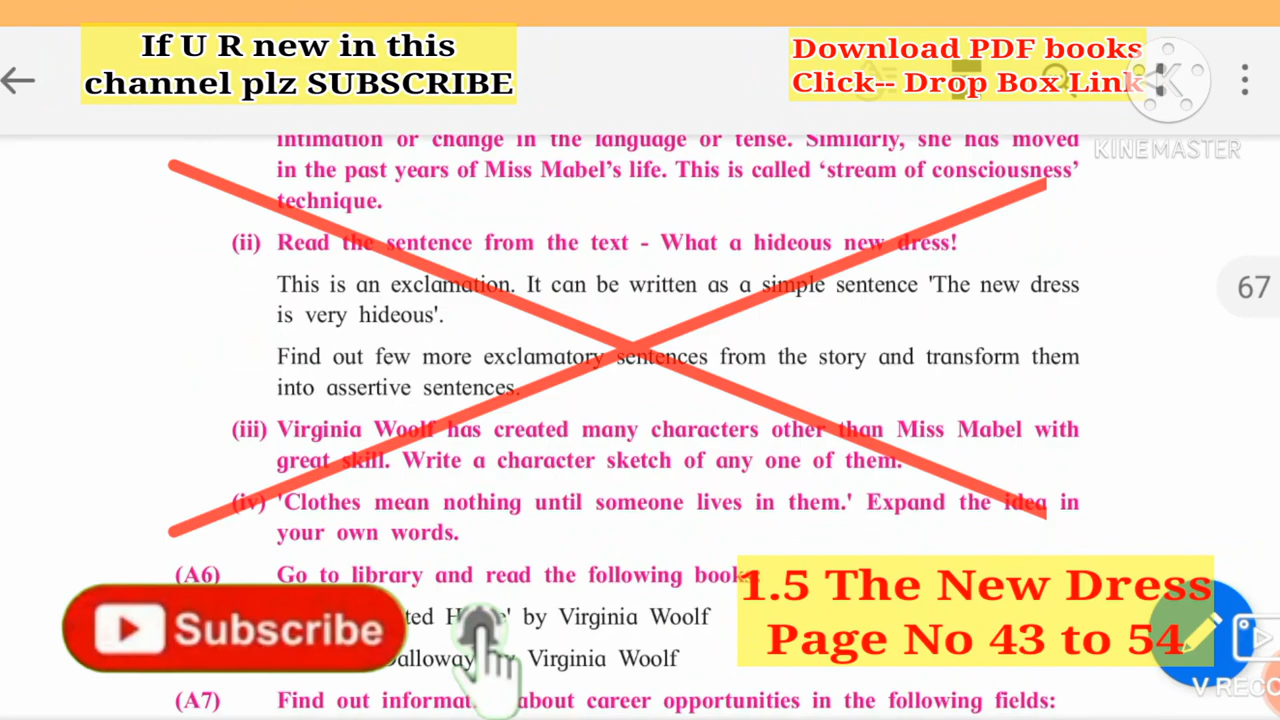 If U R new in this
channel plz SUBSCRIBE
Download PDF books
Click-- Drop Box Link
KINEMASTER
intimation or change in the language or tense. Similarly, she has moved
in the past years of Miss Mabel's life. This is called 'stream of consciousness'
technique.
(ii) Read the sentence from the text - What a hideous new dress!
This is an exclamation. It can be written as a simple sentence 'The new dress
is very hideous'.
67
Find out few more exclamatory sentences from the story and transform them
into assertive sentences.
(iii) Virginia Woolf has created many characters other than Miss Mabel with
great skill. Write a character sketch of any one of them.
(iv) 'Clothes mean nothing until someone lives in them.' Expand the idea in
your own words.
(A6) Go to library and read the following books
by Virginia Woolf
Dalloway by Virginia Woolf
Subscribe
1.5 The New Dress
Page No 43 to 54
(A7) Find out information about career opportunities in the following fields:
V RECO